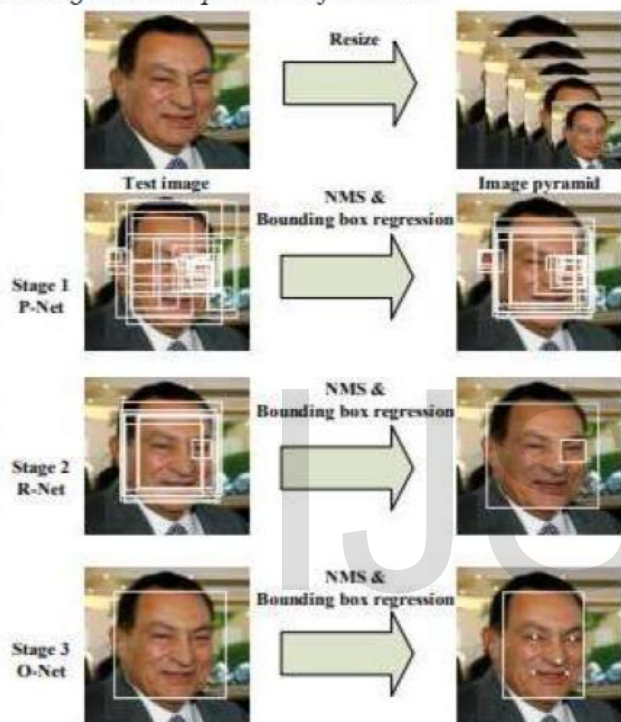 Resize
Test image
Image pyramid
NMS &
Bounding box regression
Stage 1
P-Net
NMS &
Bounding box regression
Stage 2
R-Net
NMS &
Bounding box regression
Stage 3
O-Net